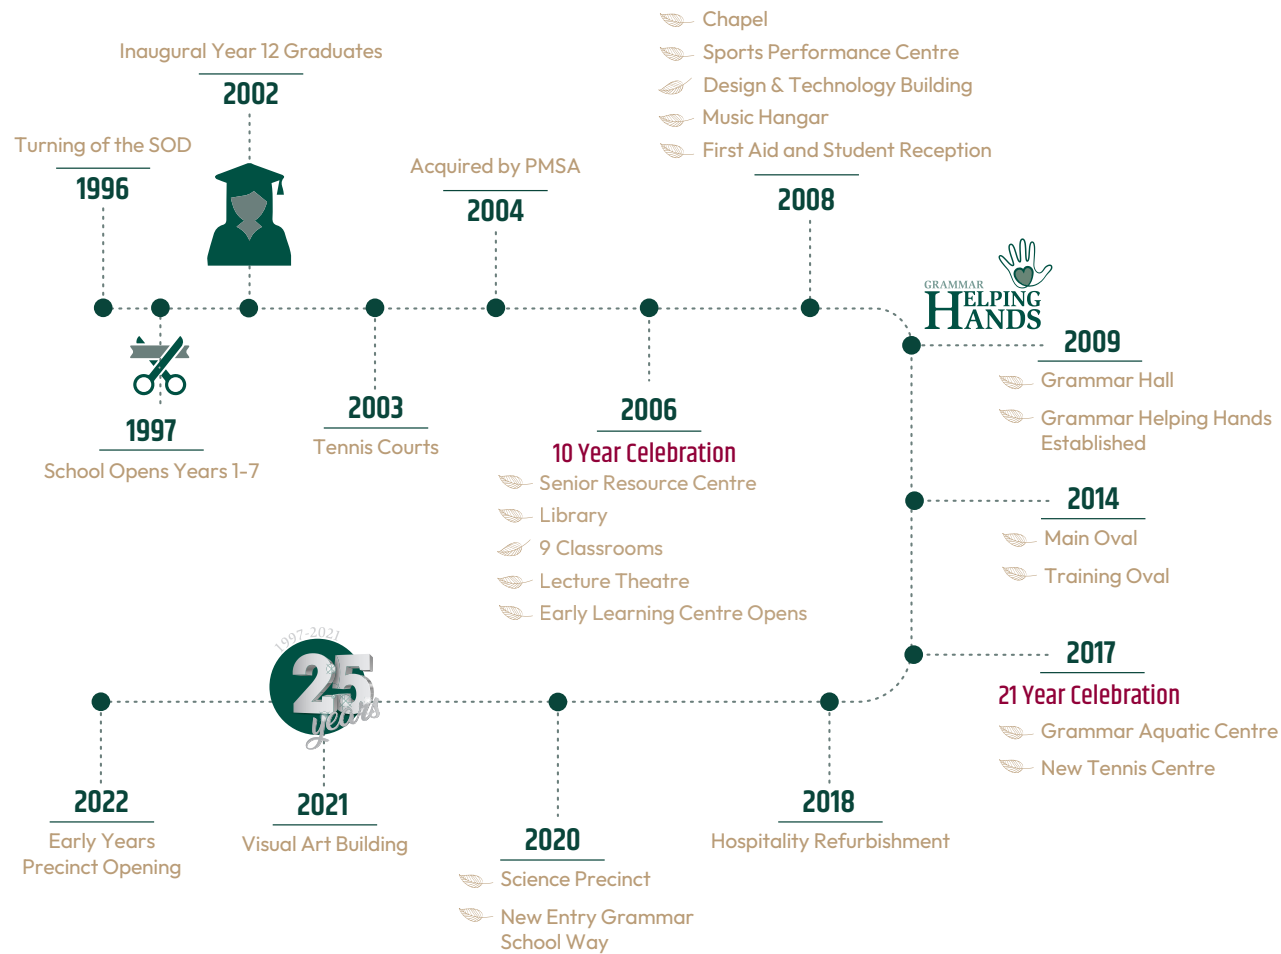 Turning of the SOD
1996
School Opens Years 1-7
1997
Inaugural Year 12 Graduates
2002
2003
Tennis Courts
Acquired by PMSA
2004
2006
10 Year Celebration
Senior Resource Centre
Library
9 Classrooms
Lecture Theatre
Early Learning Centre Opens
Chapel
Sports Performance Centre
Design & Technology Building
Music Hangar
First Aid and Student Reception
2008
GRAMMAR
HELPING
HANDS
2009
Grammar Hall
Grammar Helping Hands
Established
2014
Main Oval
Training Oval
2017
21 Year Celebration
Grammar Aquatic Centre
New Tennis Centre
2018
Hospitality Refurbishment
2020
Science Precinct
New Entry Grammar
School Way
1997-2021
25
years
2021
Visual Art Building
2022
Early Years
Precinct Opening